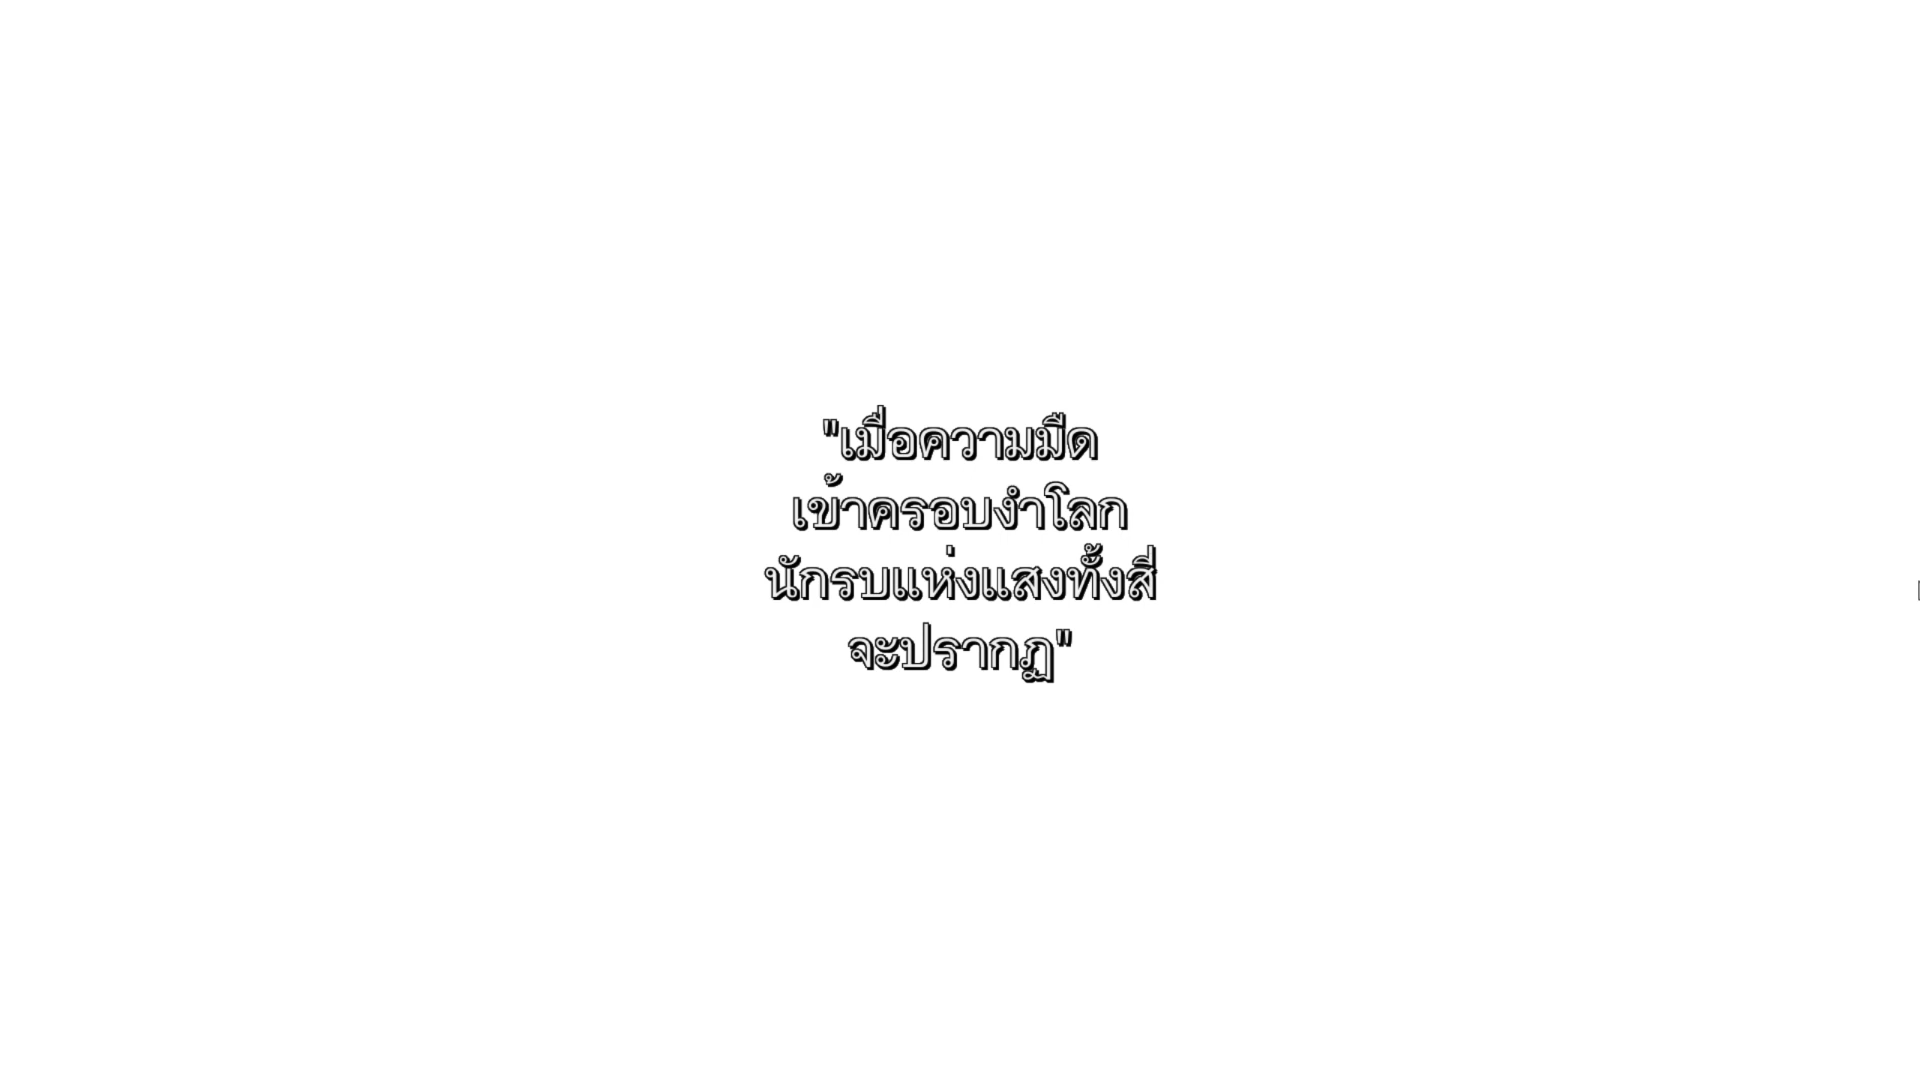 "เมื่อความมืด
เข้าครอบงำโลก
นักรบแห่งแสงทั้งสี่
จะปรากฏ"